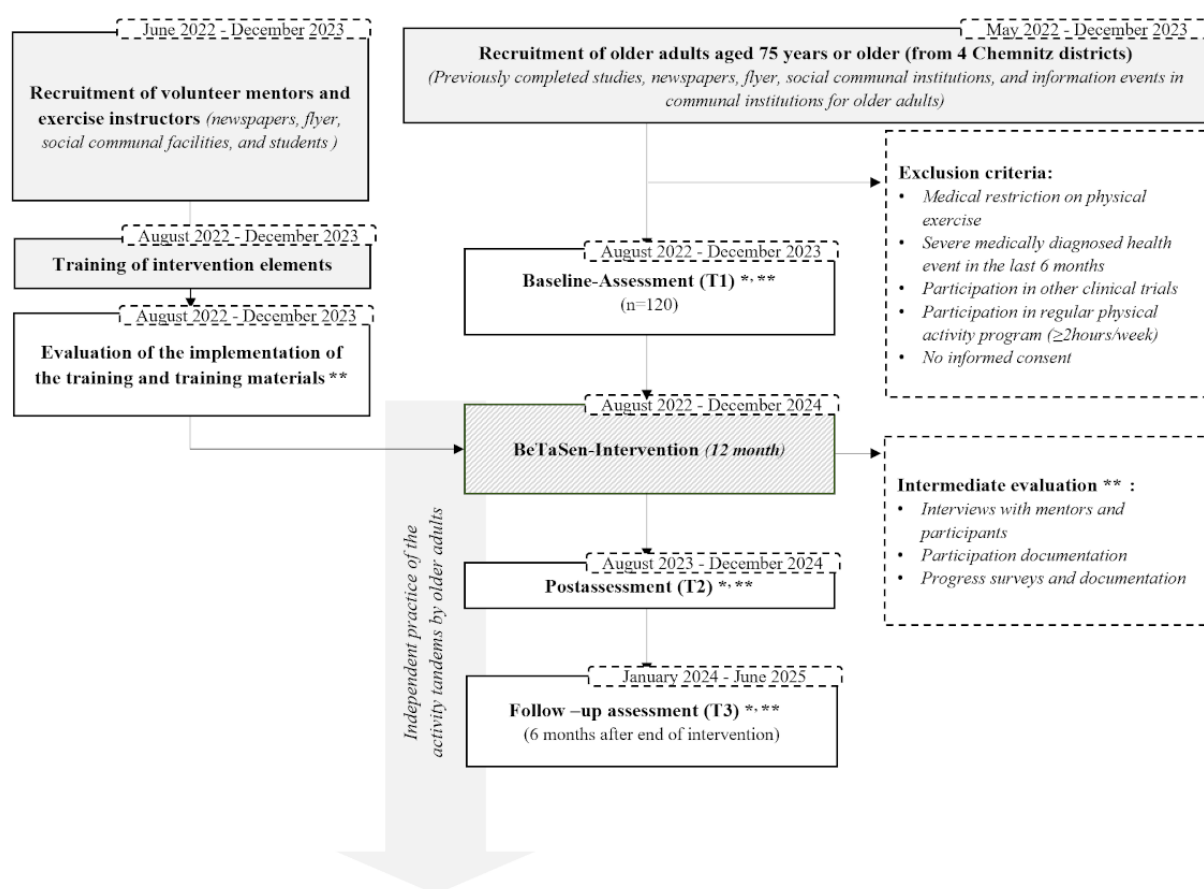 June 2022 - December 2023
Recruitment of volunteer mentors and
exercise instructors (newspapers, flyer,
social communal facilities, and students )
August 2022 - December 2023
Training of intervention elements
August 2022 - December 2023
Evaluation of the implementation of
the training and training materials **
May 2022 - December 2023
Recruitment of older adults aged 75 years or older (from 4 Chemnitz districts)
(Previously completed studies, newspapers, flyer, social communal institutions, and information events in
communal institutions for older adults)
Exclusion criteria:
• Medical restriction on physical
exercise
• Severe medically diagnosed health
event in the last 6 months
• Participation in other clinical trials
• Participation in regular physical
activity program (≥2hours/week)
• No informed consent
August 2022 - December 2023
Baseline-Assessment (T1) *, **
(n=120)
August 2022 - December 2024
BeTaSen-Intervention (12 month)
Intermediate evaluation ** :
• Interviews with mentors and
participants
• Participation documentation
• Progress surveys and documentation
August 2023 - December 2024
Postassessment (T2) *, **
January 2024 - June 2025
Follow –up assessment (T3) *, **
(6 months after end of intervention)
Independent practice of the
activity tandems by older adults